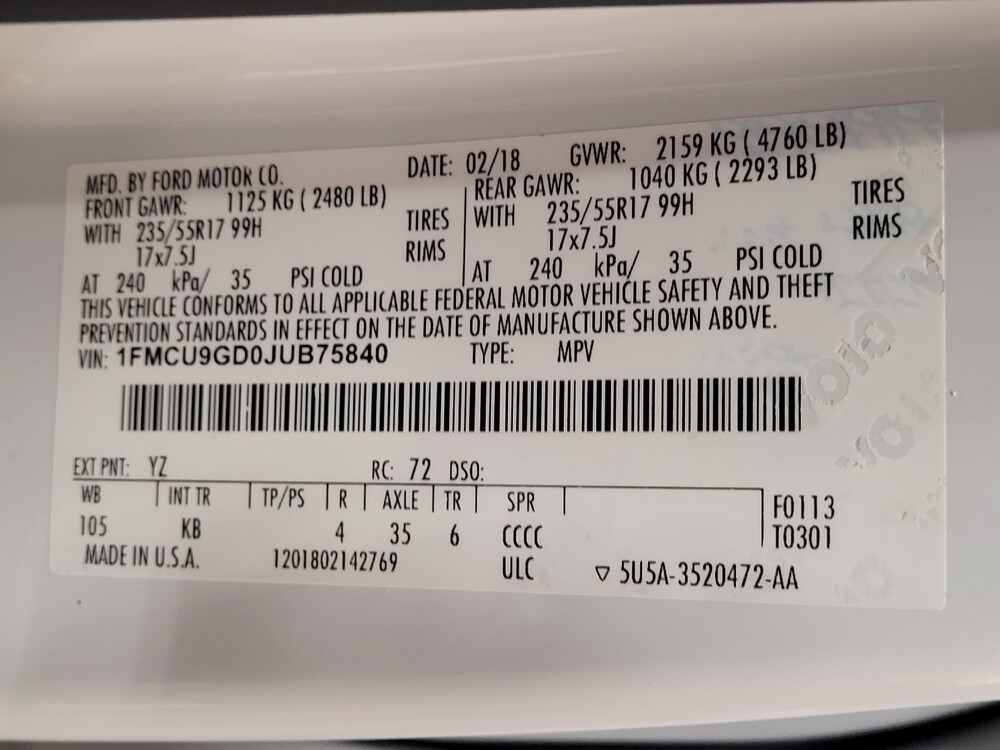 MFD. BY FORD MOTOR CO. DATE: 02/18 GVWR: 2159 KG ( 4760 LB)
FRONT GAWR: 1125 KG ( 2480 LB) REAR GAWR: 1040 KG ( 2293 LB)
WITH 235/55R17 99H TIRES WITH 235/55R17 99H TIRES
17x7.5J RIMS 17x7.5J RIMS
AT 240 kPa/ 35 PSI COLD AT 240 kPa/ 35 PSI COLD
THIS VEHICLE CONFORMS TO ALL APPLICABLE FEDERAL MOTOR VEHICLE SAFETY AND THEFT
PREVENTION STANDARDS IN EFFECT ON THE DATE OF MANUFACTURE SHOWN ABOVE.
VIN: 1FMCU9GD0JUB75840 TYPE: MPV
EXT PNT: YZ RC: 72 DSO:
WB INT TR TP/PS R AXLE TR SPR F0113
105 KB 4 35 6 CCCC T0301
MADE IN U.S.A. 1201802142769 ULC ▽ 5U5A-3520472-AA